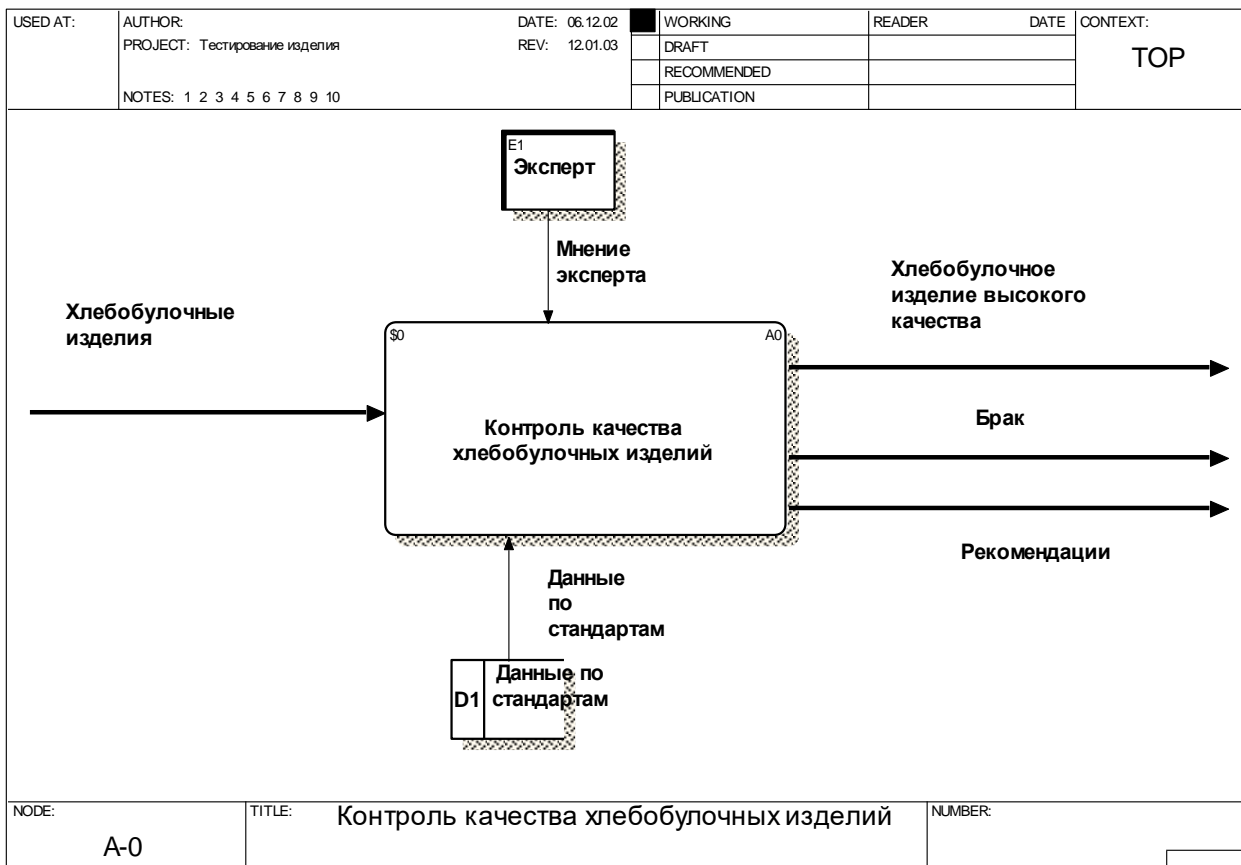 USED AT:
AUTHOR:
DATE: 06.12.02
PROJECT: Тестирование изделия
REV: 12.01.03
NOTES: 1 2 3 4 5 6 7 8 9 10
WORKING
DRAFT
RECOMMENDED
PUBLICATION
READER
DATE
CONTEXT:
TOP
E1
Эксперт
Мнение
эксперта
Хлебобулочные
изделия
Хлебобулочное
изделие высокого
качества
$0
A0
Контроль качества
хлебобулочных изделий
Брак
Рекомендации
Данные
по
стандартам
D1
Данные по
стандартам
NODE:
A-0
TITLE:
Контроль качества хлебобулочных изделий
NUMBER: